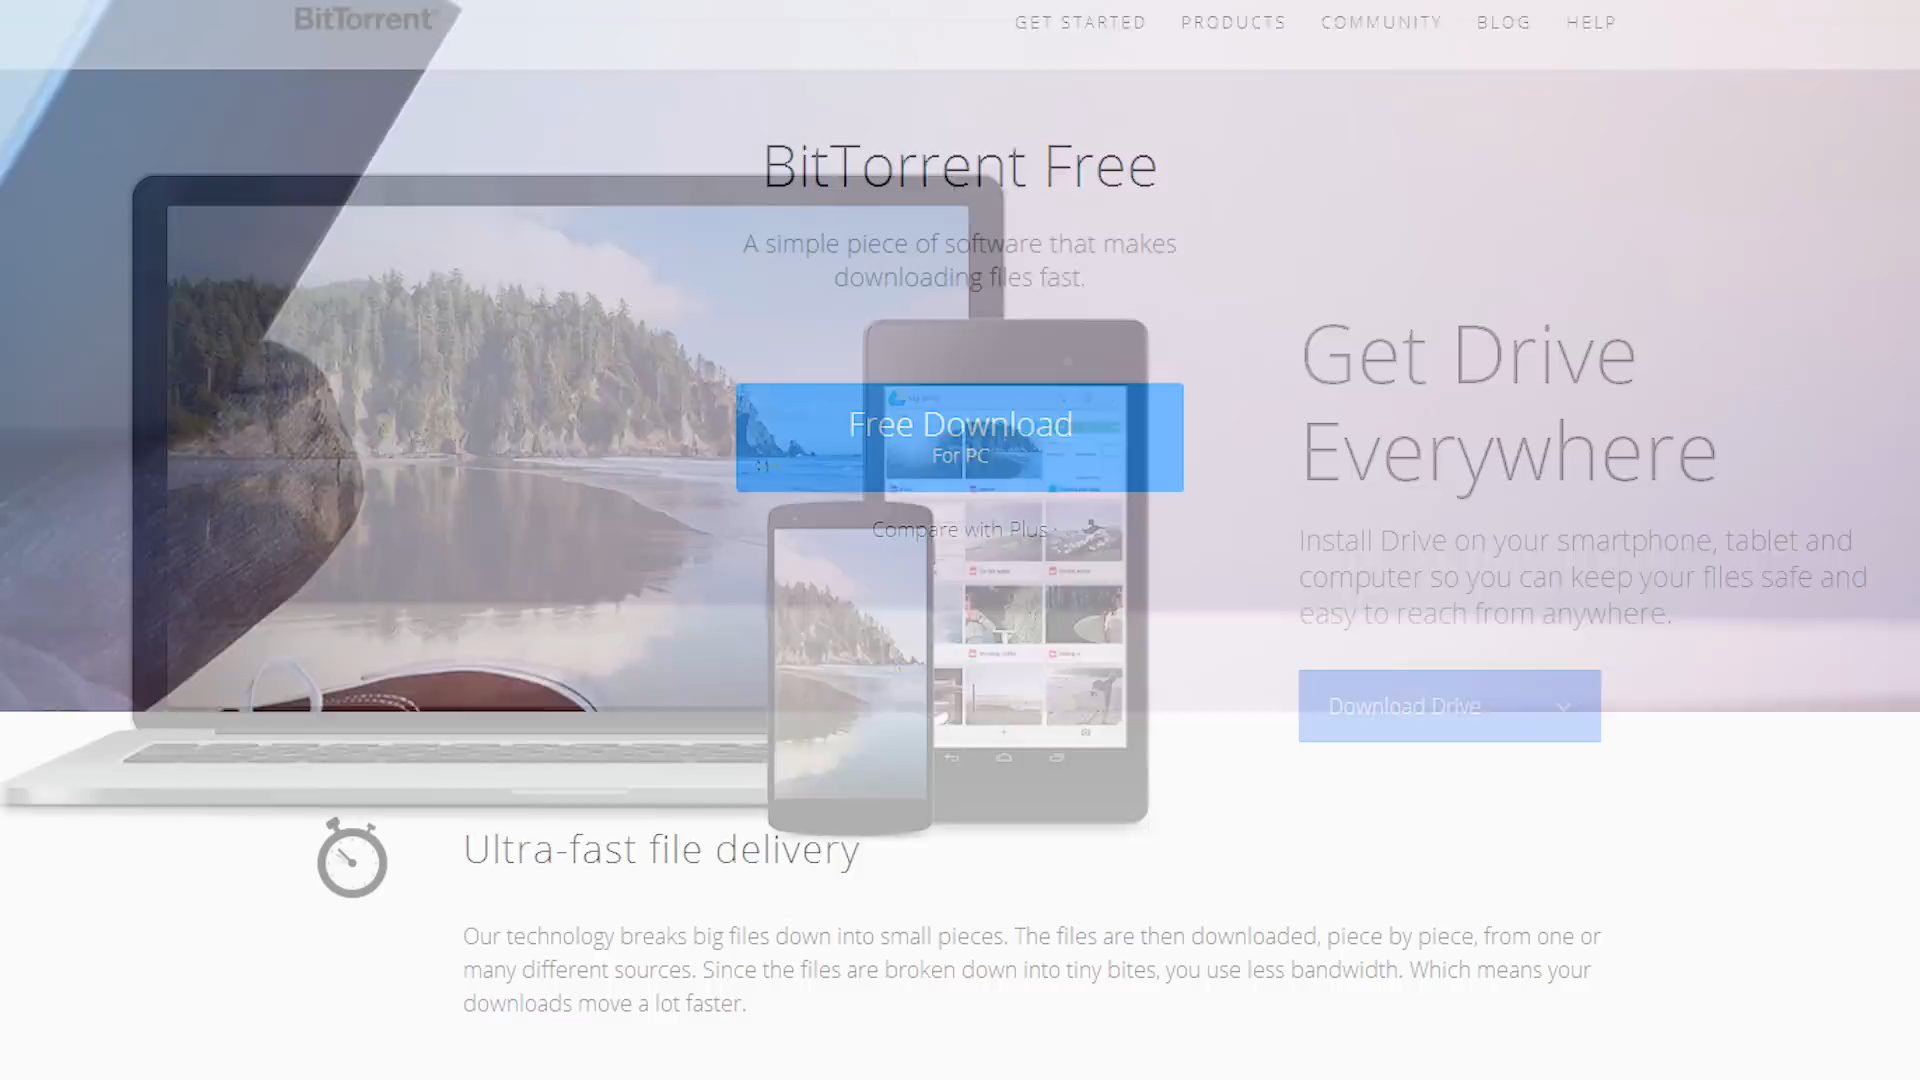 BitTorrent
GET STARTED PRODUCTS COMMUNITY BLOG HELP
BitTorrent Free
A simple piece of software that makes
downloading files fast.
Free Download
For PC
Compare with Plus
Get Drive
Everywhere
Install Drive on your smartphone, tablet and
computer so you can keep your files safe and
easy to reach from anywhere.
Download Drive
Ultra-fast file delivery
Our technology breaks big files down into small pieces. The files are then downloaded, piece by piece, from one or
many different sources. Since the files are broken down into tiny bites, you use less bandwidth. Which means your
downloads move a lot faster.